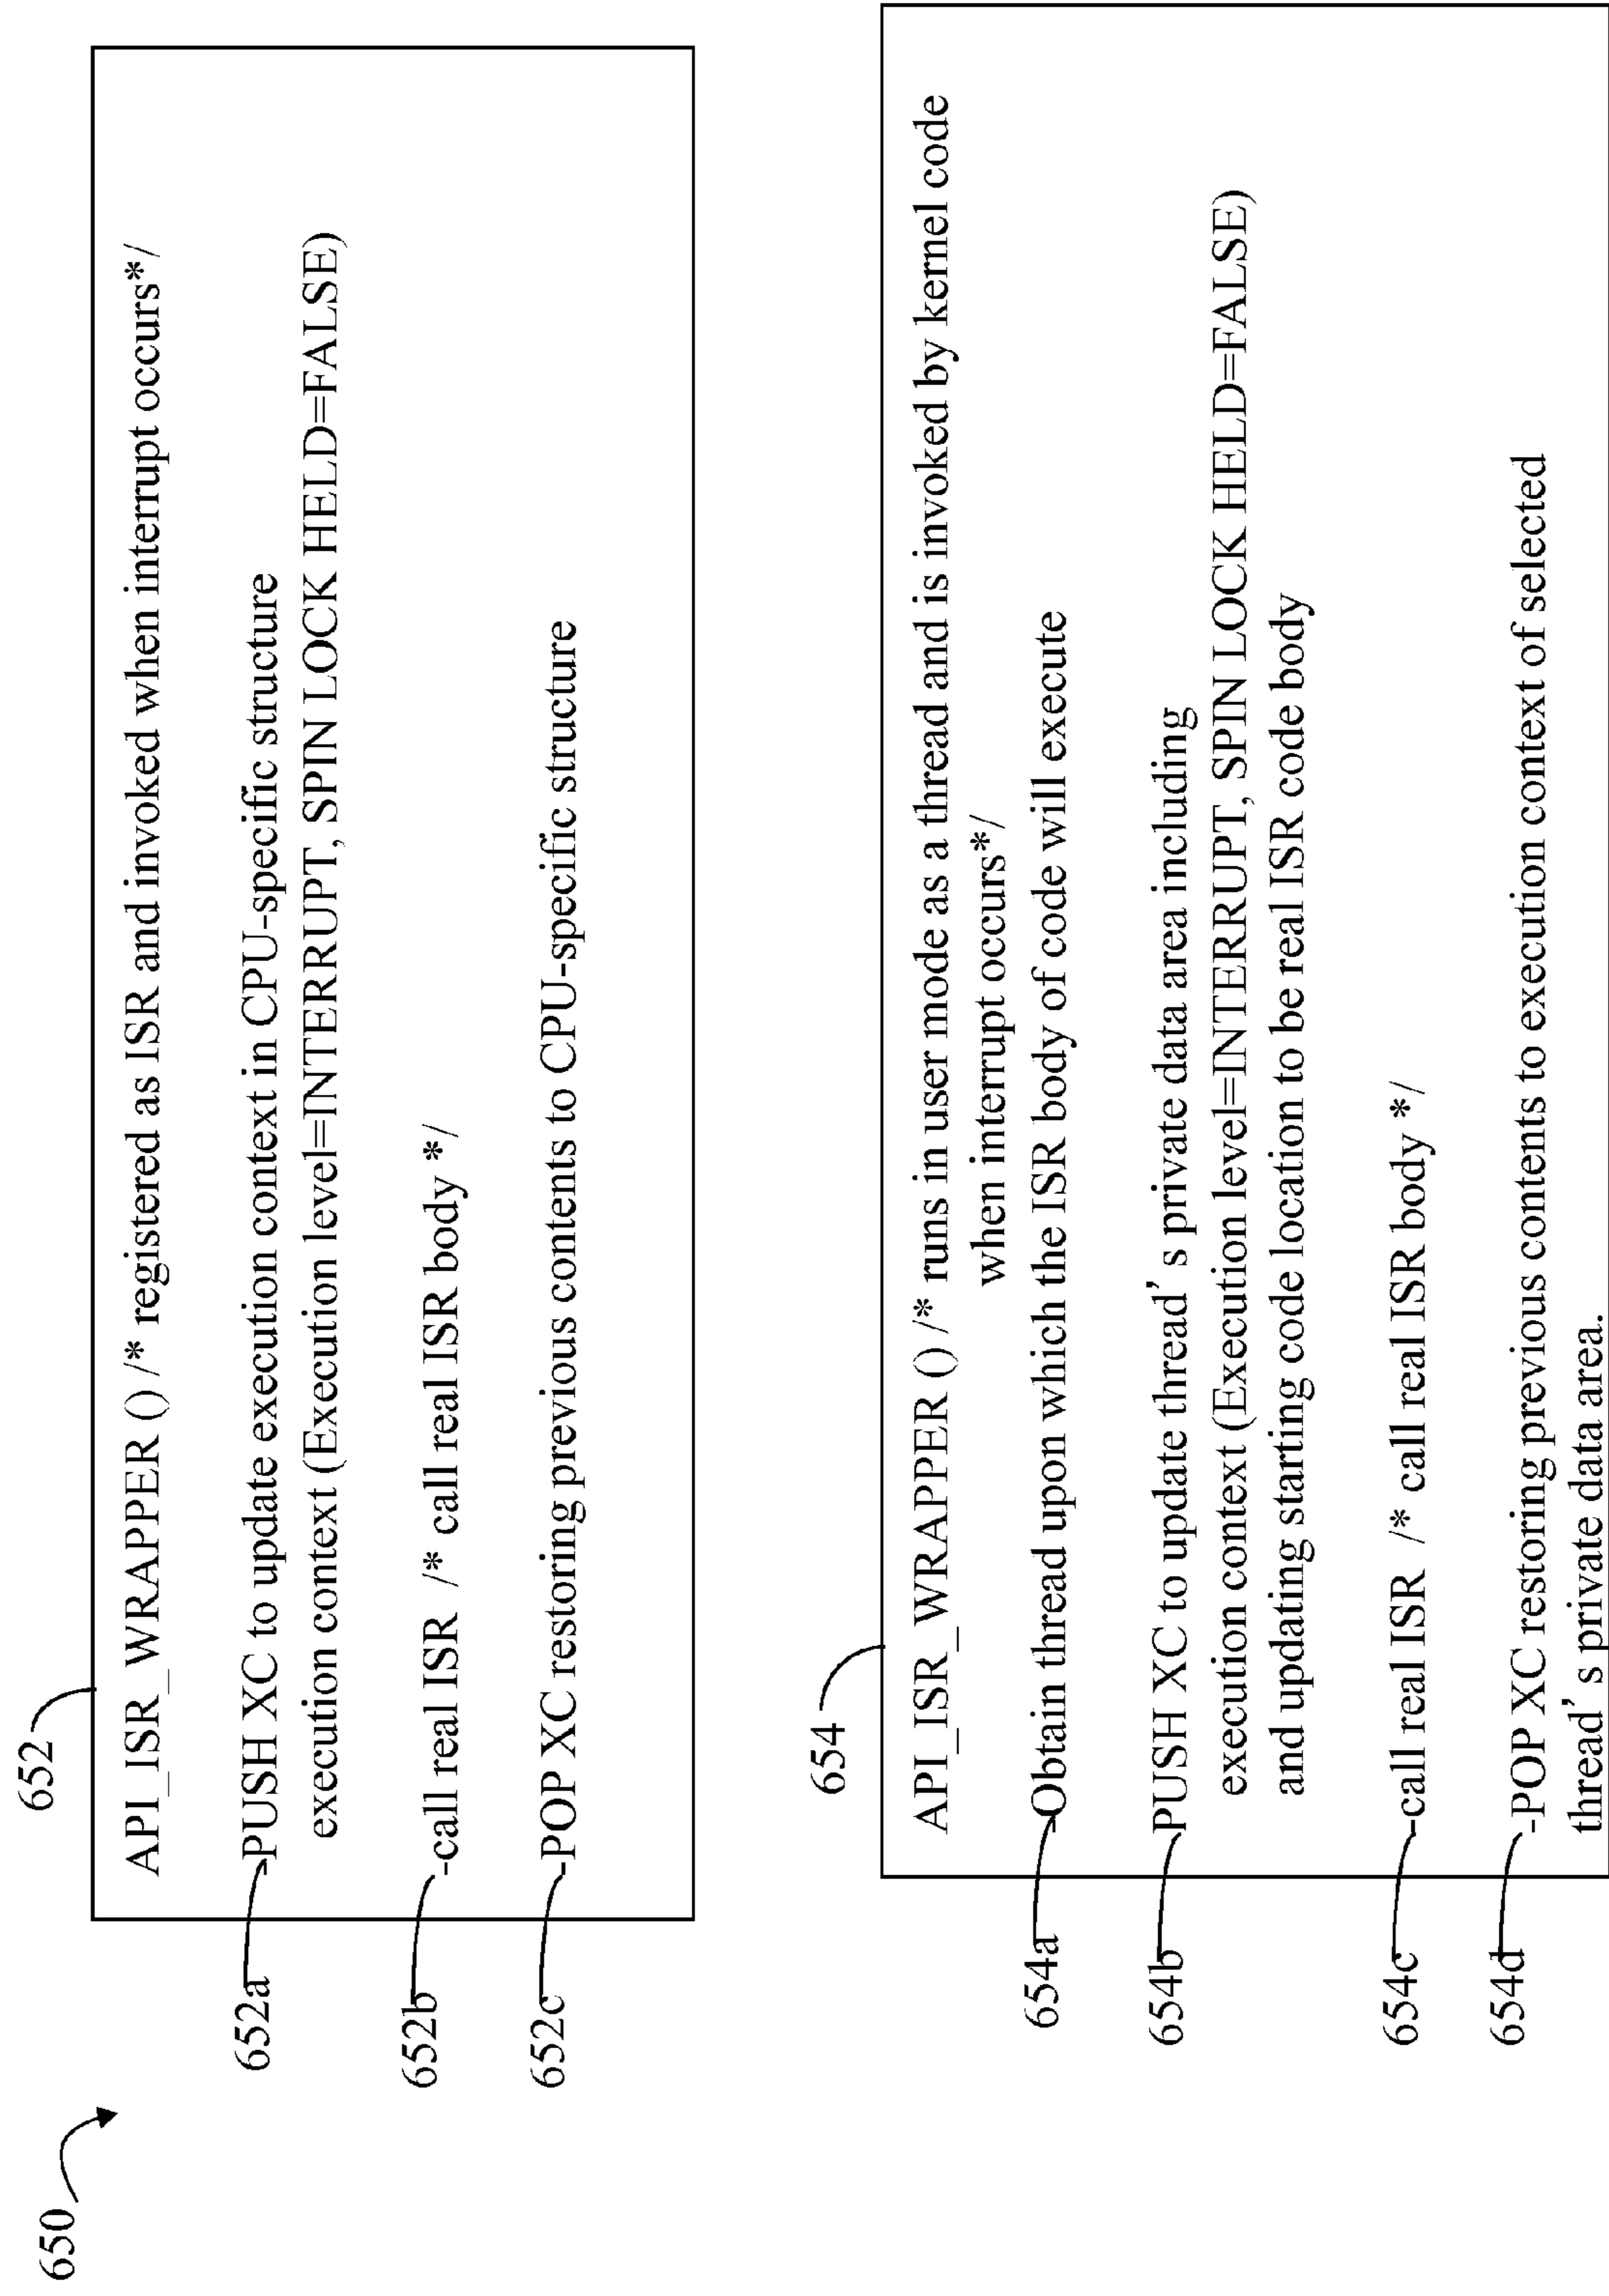 650
652
API_ISR_WRAPPER () /* registered as ISR and invoked when interrupt occurs*/
652a
-PUSH XC to update execution context in CPU-specific structure
execution context (Execution level=INTERRUPT, SPIN LOCK HELD=FALSE)
652b
-call real ISR /* call real ISR body */
652c
-POP XC restoring previous contents to CPU-specific structure
654
API_ISR_WRAPPER () /* runs in user mode as a thread and is invoked by kernel code
when interrupt occurs*/
654a
-Obtain thread upon which the ISR body of code will execute
654b
PUSH XC to update thread's private data area including
execution context (Execution level=INTERRUPT, SPIN LOCK HELD=FALSE)
and updating starting code location to be real ISR code body
654c
-call real ISR /* call real ISR body */
654d
-POP XC restoring previous contents to execution context of selected
thread's private data area.